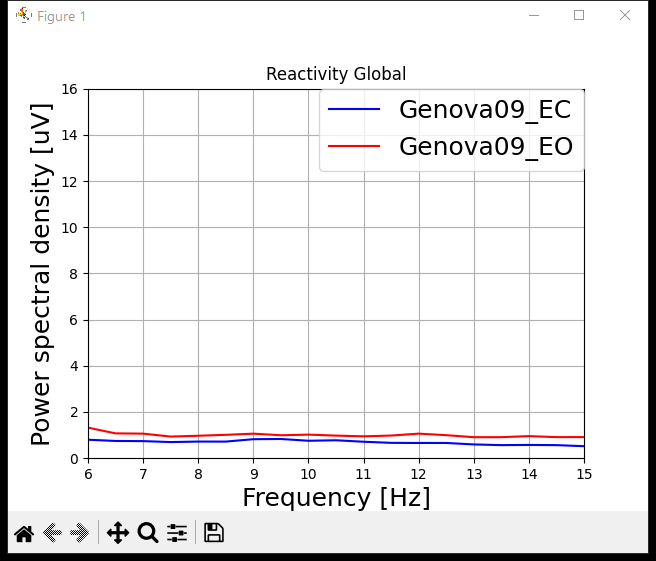 Figure 1
Reactivity Global
Genova09_EC
Genova09_EO
Power spectral density [uV]
16
14
12
10
8
6
4
2
0
6 7 8 9 10 11 12 13 14 15
Frequency [Hz]